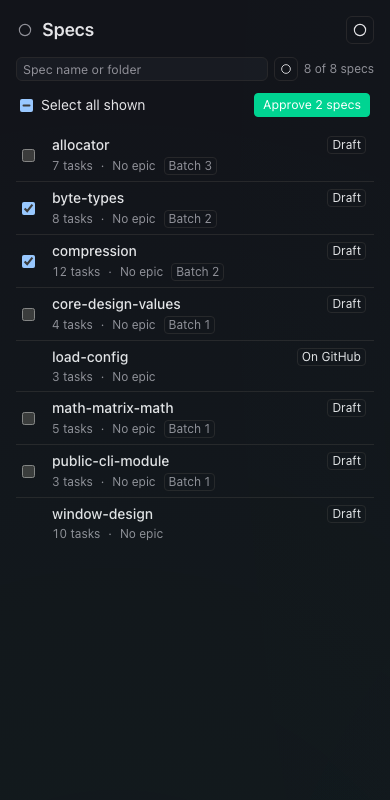 Specs
Spec name or folder
8 of 8 specs
Select all shown
Approve 2 specs
allocator
Draft
7 tasks · No epic Batch 3
byte-types
Draft
8 tasks · No epic Batch 2
compression
Draft
12 tasks · No epic Batch 2
core-design-values
Draft
4 tasks · No epic Batch 1
load-config
On GitHub
3 tasks · No epic
math-matrix-math
Draft
5 tasks · No epic Batch 1
public-cli-module
Draft
3 tasks · No epic Batch 1
window-design
Draft
10 tasks · No epic